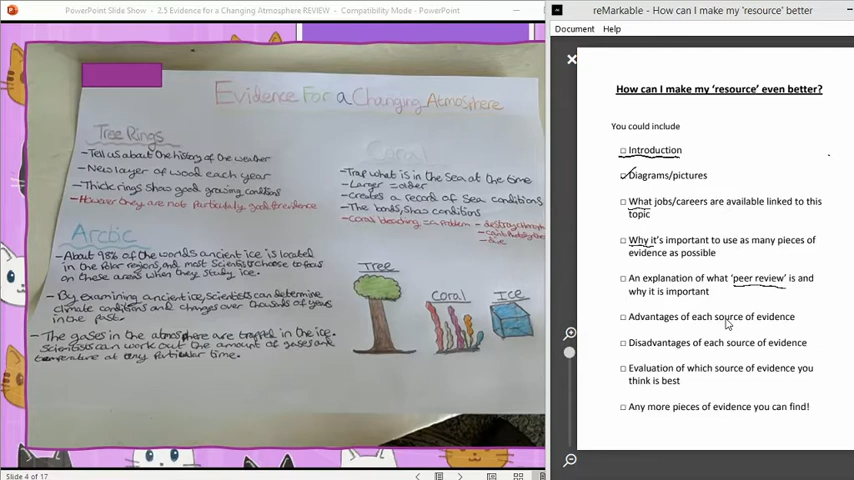 PowerPoint Slide Show - 2.5 Evidence for a Changing Atmosphere REVIEW - Compatibility Mode - PowerPoint
Evidence For a Changing Atmosphere
Tree Rings
- Tell us about the history of the weather
- New layer of wood each year
- Thick rings show good growing conditions
- However they are not particularly good for evidence
Arctic
- About 98% of the worlds ancient ice is located
in the Polar regions, and most Scientists choose to focus
on these areas when they study ice.
- By examining ancient ice, scientists can determine
climate conditions and changes over thousands of years
in the past.
- The gases in the atmosphere are trapped in the ice.
Scientists can work out the amount of gases and
temperature at any particular time.
Coral
- Trap what is in the sea at the time
- Larger = older
- Creates a record of Sea conditions
- The bands, show conditions
- Coral bleaching = a problem
Tree
Coral
Ice
Slide 4 of 17
reMarkable - How can I make my 'resource' better
Document Help
How can I make my 'resource' even better?
You could include
□ Introduction
□ Diagrams/pictures
□ What jobs/careers are available linked to this
topic
□ Why it's important to use as many pieces of
evidence as possible
□ An explanation of what 'peer review' is and
why it is important
□ Advantages of each source of evidence
□ Disadvantages of each source of evidence
□ Evaluation of which source of evidence you
think is best
□ Any more pieces of evidence you can find!